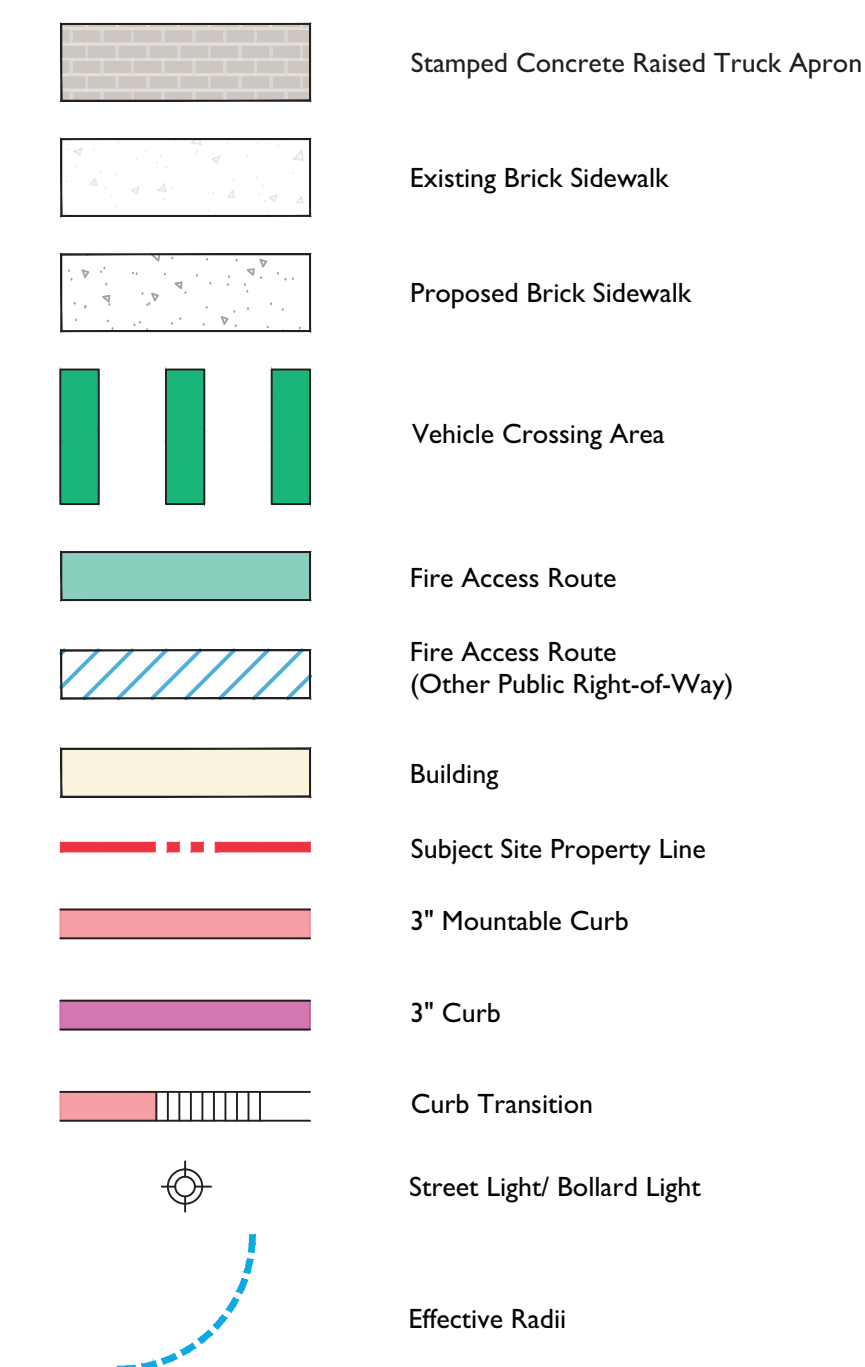 Stamped Concrete Raised Truck Apron
Existing Brick Sidewalk
Proposed Brick Sidewalk
Vehicle Crossing Area
Fire Access Route
Fire Access Route
(Other Public Right-of-Way)
Building
Subject Site Property Line
3" Mountable Curb
3" Curb
Curb Transition
Street Light/ Bollard Light
Effective Radii